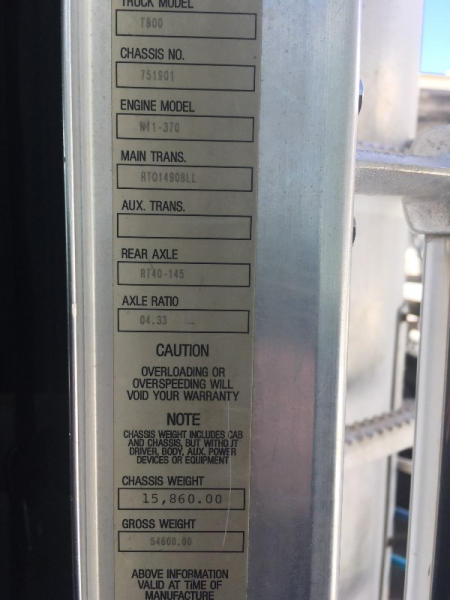 TRUCK MODEL
T800
CHASSIS NO.
751901
ENGINE MODEL
N11-370
MAIN TRANS.
RTO14908LL
AUX. TRANS.
REAR AXLE
RT40-145
AXLE RATIO
04.33
CAUTION
OVERLOADING OR
OVERSPEEDING WILL
VOID YOUR WARRANTY
NOTE
CHASSIS WEIGHT INCLUDES CAB
AND CHASSIS, BUT WITHOUT
DRIVER, BODY, AUX. POWER
DEVICES OR EQUIPMENT
CHASSIS WEIGHT
15,860.00
GROSS WEIGHT
54600.00
ABOVE INFORMATION
VALID AT TIME OF
MANUFACTURE